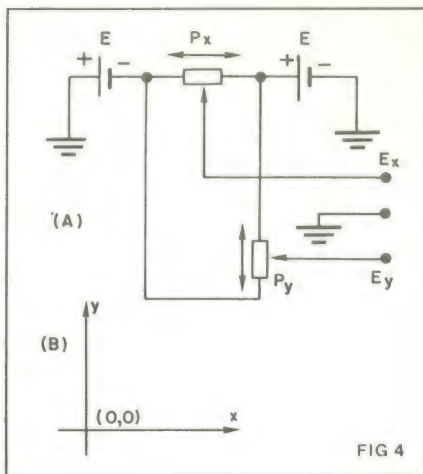 E Px E
+ - + -
Ex
(A)
Py Ey
y
(B)
(0,0) x
FIG 4